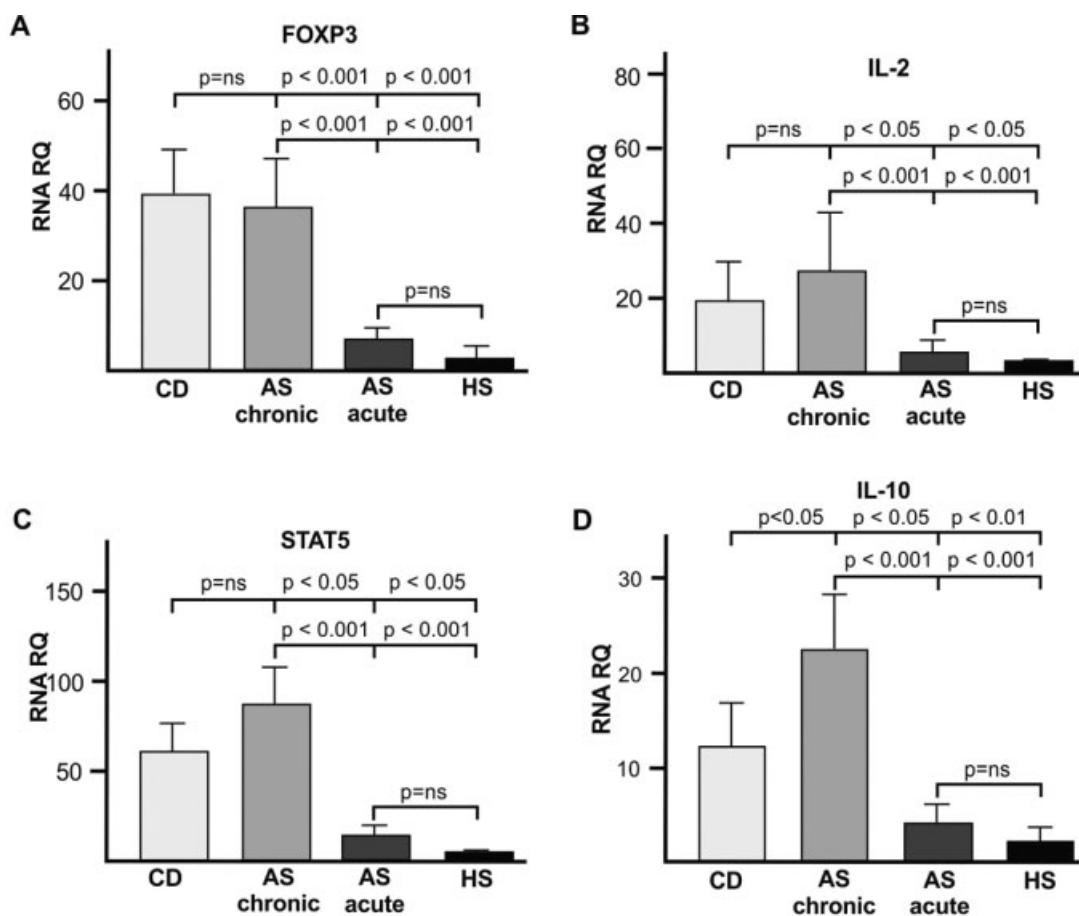 A
FOXP3
p=ns p < 0.001 p < 0.001
p < 0.001 p < 0.001
p=ns
RNA RQ
60
40
20
CD AS chronic AS acute HS
B
IL-2
p=ns p < 0.05 p < 0.05
p < 0.001 p < 0.001
p=ns
RNA RQ
80
60
40
20
CD AS chronic AS acute HS
C
STAT5
p=ns p < 0.05 p < 0.05
p < 0.001 p < 0.001
p=ns
RNA RQ
150
100
50
CD AS chronic AS acute HS
D
IL-10
p<0.05 p < 0.05 p < 0.01
p < 0.001 p < 0.001
p=ns
RNA RQ
30
20
10
CD AS chronic AS acute HS